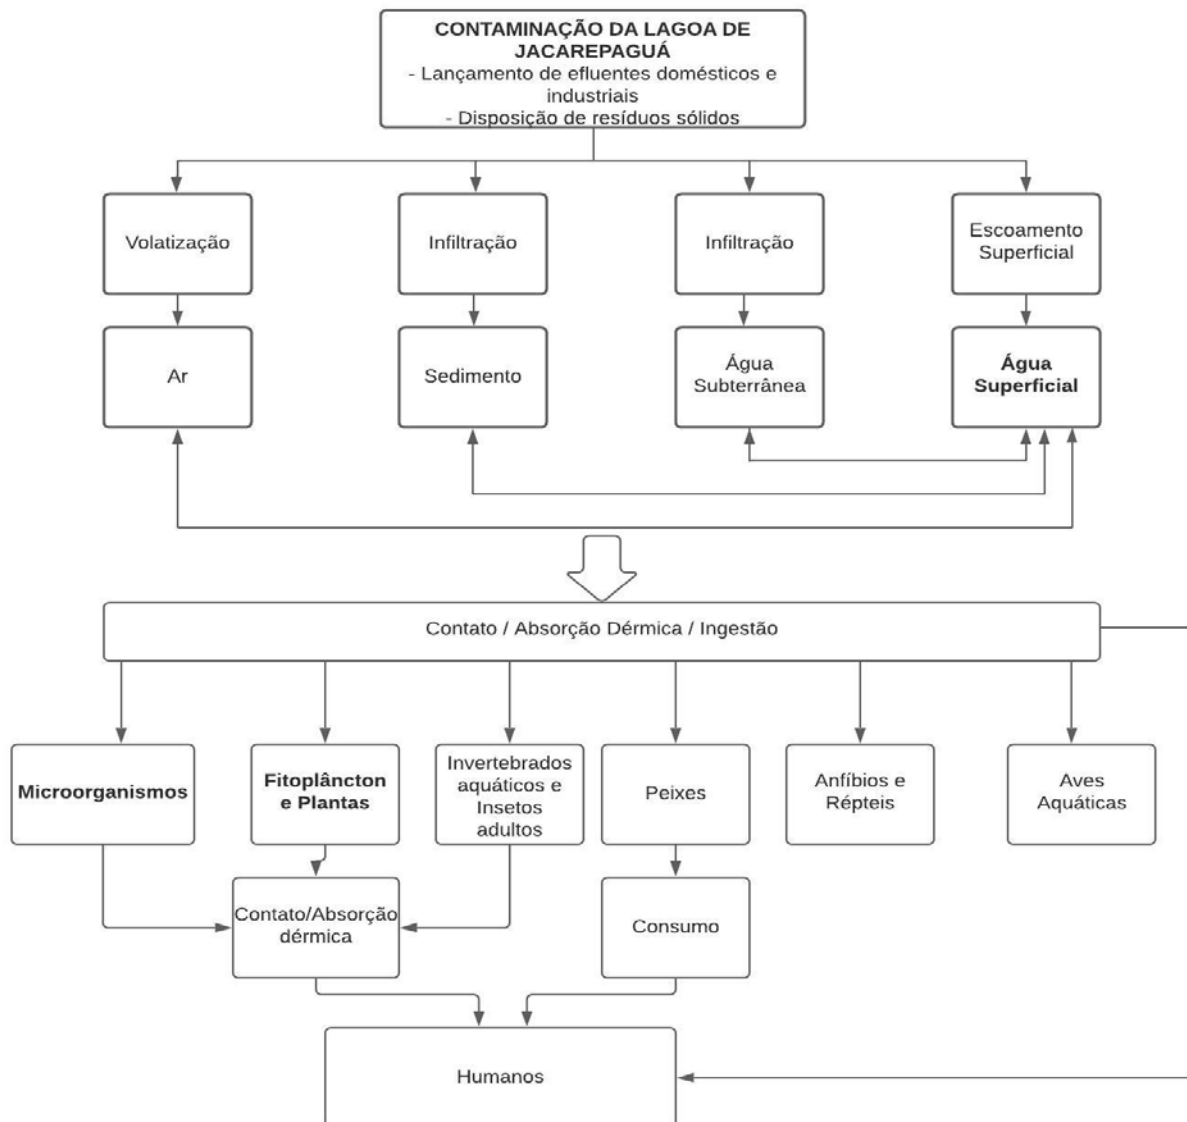 CONTAMINAÇÃO DA LAGOA DE
JACAREPAGUÁ
- Lançamento de efluentes domésticos e
industriais
- Disposição de resíduos sólidos
Volatização
Infiltração
Infiltração
Escoamento
Superficial
Ar
Sedimento
Água
Subterrânea
Água
Superficial
Contato / Absorção Dérmica / Ingestão
Microorganismos
Fitoplâncton
e Plantas
Invertebrados
aquáticos e
Insetos
adultos
Peixes
Anfíbios e
Répteis
Aves
Aquáticas
Contato/Absorção
dérmica
Consumo
Humanos